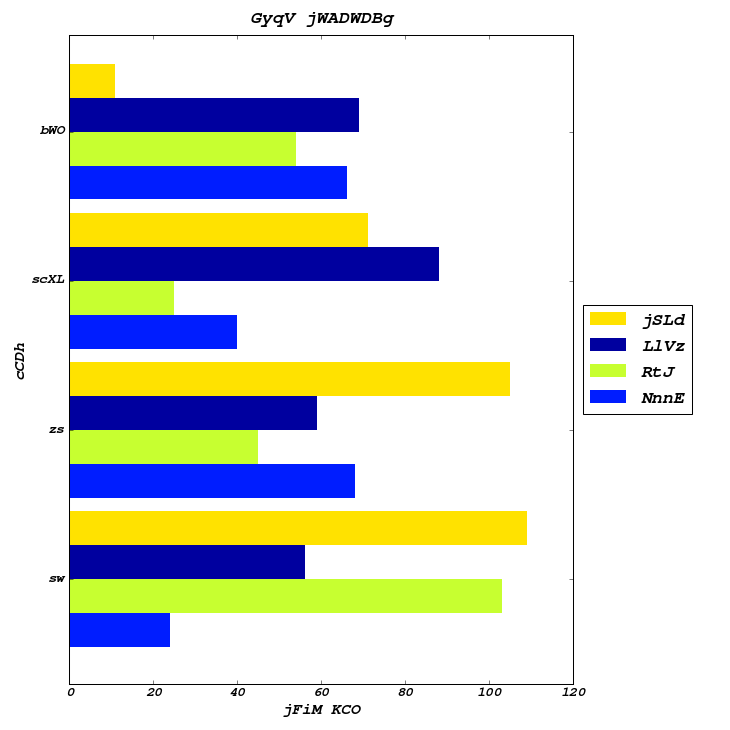 GyqV jWADWDBg
bWO
scXL
zs
sw
cCDh
0 20 40 60 80 100 120
jFiM KCO
jSLd
LlVz
RtJ
NnnE